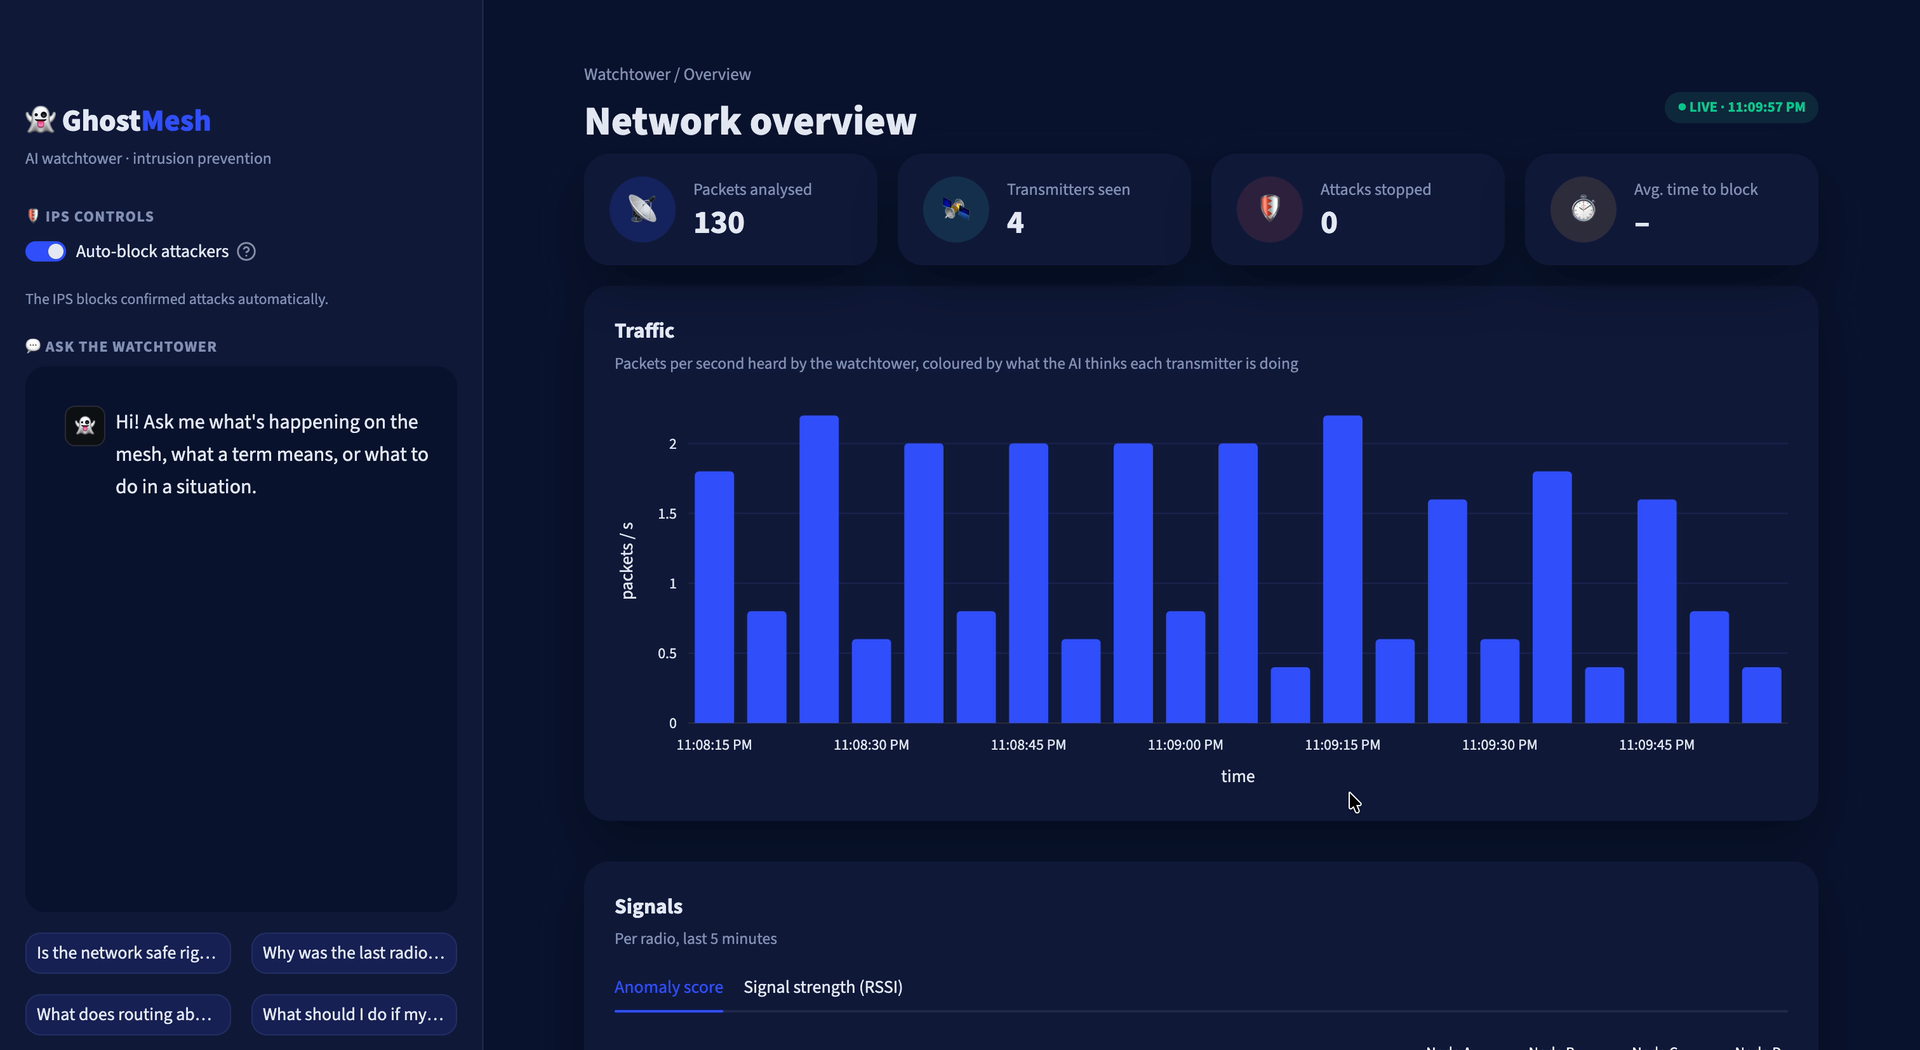 GhostMesh
AI watchtower · intrusion prevention
IPS CONTROLS
Auto-block attackers
The IPS blocks confirmed attacks automatically.
ASK THE WATCHTOWER
Hi! Ask me what's happening on the
mesh, what a term means, or what to
do in a situation.
Is the network safe rig…
Why was the last radio…
What does routing ab…
What should I do if my…
Watchtower / Overview
Network overview
LIVE · 11:09:57 PM
Packets analysed
130
Transmitters seen
4
Attacks stopped
0
Avg. time to block
–
Traffic
Packets per second heard by the watchtower, coloured by what the AI thinks each transmitter is doing
packets / s
2
1.5
1
0.5
0
11:08:15 PM
11:08:30 PM
11:08:45 PM
11:09:00 PM
11:09:15 PM
11:09:30 PM
11:09:45 PM
time
Signals
Per radio, last 5 minutes
Anomaly score
Signal strength (RSSI)